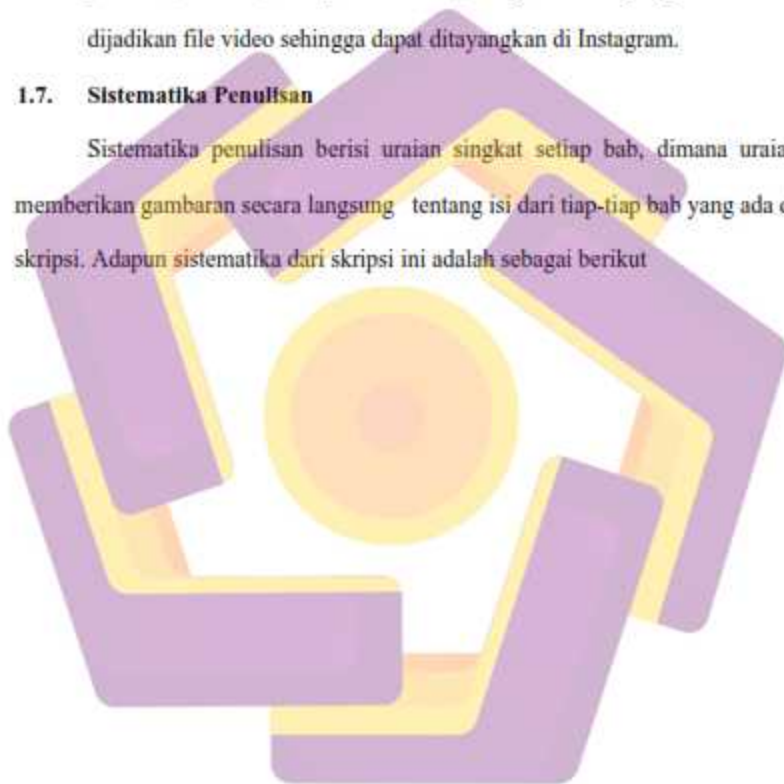 dijadikan file video sehingga dapat ditayangkan di Instagram.
1.7. Sistematika Penulisan
Sistematika penulisan berisi uraian singkat setiap bab, dimana uraia
memberikan gambaran secara langsung tentang isi dari tiap-tiap bab yang ada
skripsi. Adapun sistematika dari skripsi ini adalah sebagai berikut